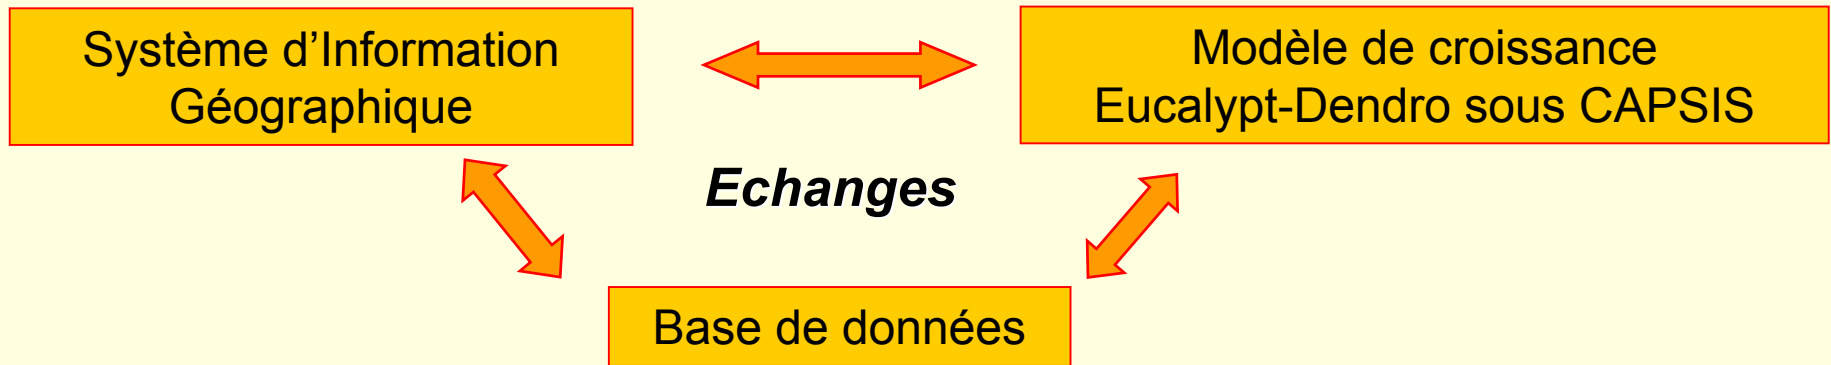 Système d’Information
Géographique
Modèle de croissance
Eucalypt-Dendro sous CAPSIS
Echanges
Base de données